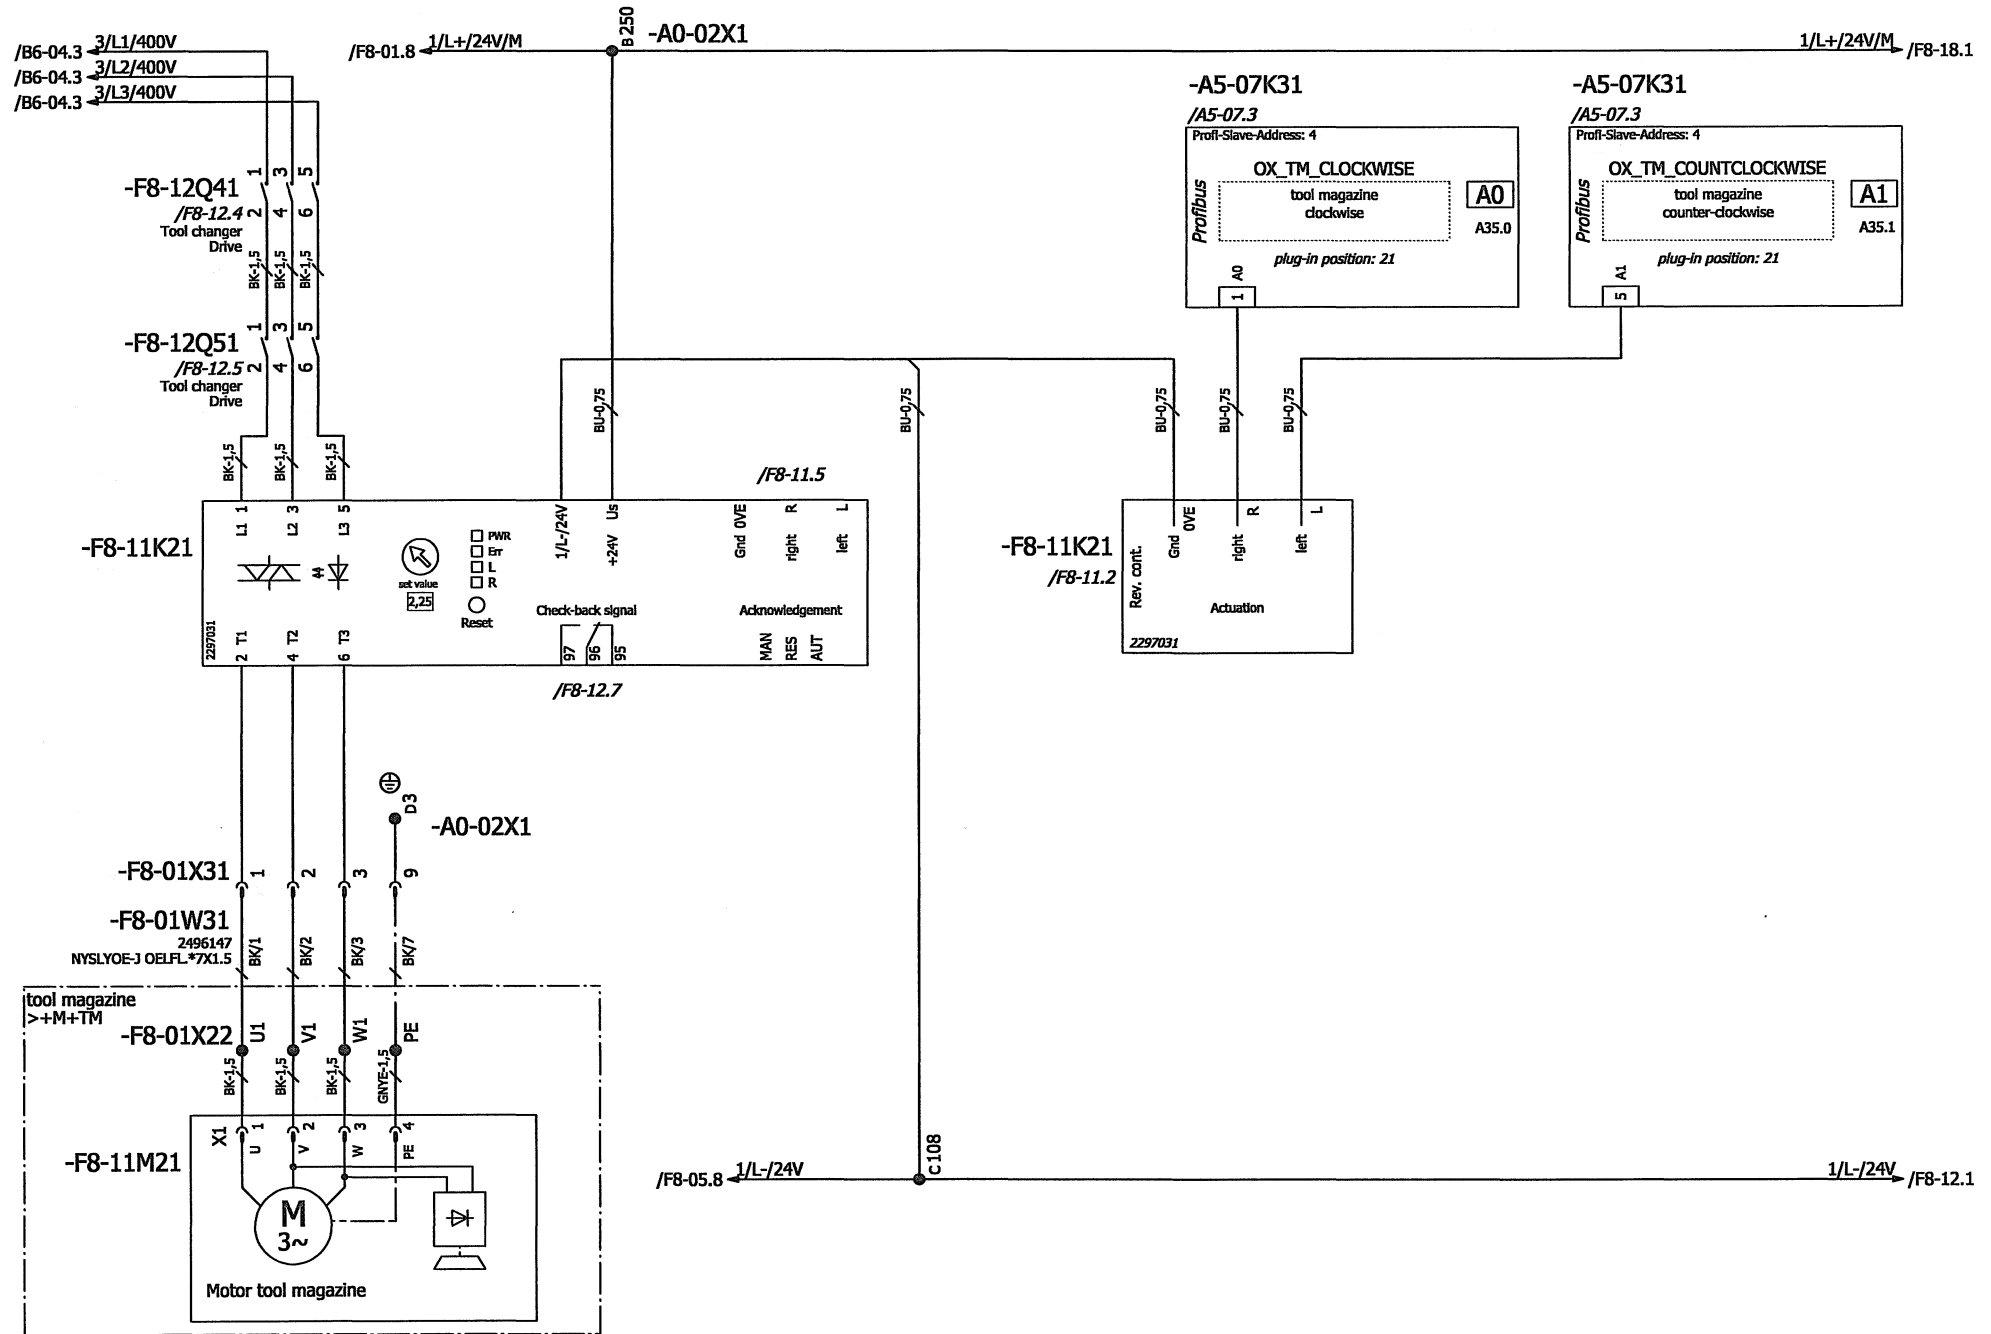 /B6-04.3 3/L1/400V
/B6-04.3 3/L2/400V
/B6-04.3 3/L3/400V
/F8-01.8 1/L+/24V/M
B 250
-A0-02X1
1/L+/24V/M /F8-18.1
-A5-07K31
/A5-07.3
Profi-Slave-Address: 4
OX_TM_CLOCKWISE
Profibus
tool magazine
clockwise
A0
A35.0
plug-in position: 21
1 A0
-A5-07K31
/A5-07.3
Profi-Slave-Address: 4
OX_TM_COUNTCLOCKWISE
Profibus
tool magazine
counter-clockwise
A1
A35.1
plug-in position: 21
5 A1
-F8-12Q41
/F8-12.4
Tool changer
Drive
1 3 5
2 4 6
BK-1,5 BK-1,5 BK-1,5
-F8-12Q51
/F8-12.5
Tool changer
Drive
1 3 5
2 4 6
BK-1,5 BK-1,5 BK-1,5
BU-0,75 BU-0,75 BU-0,75 BU-0,75 BU-0,75
/F8-11.5
-F8-11K21
L1 1 L2 3 L3 5
set value
2,25
PWR
Err
L
R
Reset
1/L-/24V
+24V Us
Gnd 0VE
right R
left L
Check-back signal
97 96 95
Acknowledgement
MAN RES AUT
2297031
2 T1 4 T2 6 T3
/F8-12.7
-F8-11K21
/F8-11.2
Rev. cont.
Gnd 0VE
right R
left L
Actuation
2297031
D3
-A0-02X1
-F8-01X31
1 2 3 9
-F8-01W31
2496147
NYSLYOE-J OELFL.*7X1.5
BK/1 BK/2 BK/3 BK/7
tool magazine
>+M+TM
-F8-01X22
U1 V1 W1 PE
BK-1,5 BK-1,5 BK-1,5 GNYE-1,5
X1
1 2 3 4
U V W PE
-F8-11M21
M
3~
Motor tool magazine
/F8-05.8 1/L-/24V
C108
1/L-/24V /F8-12.1